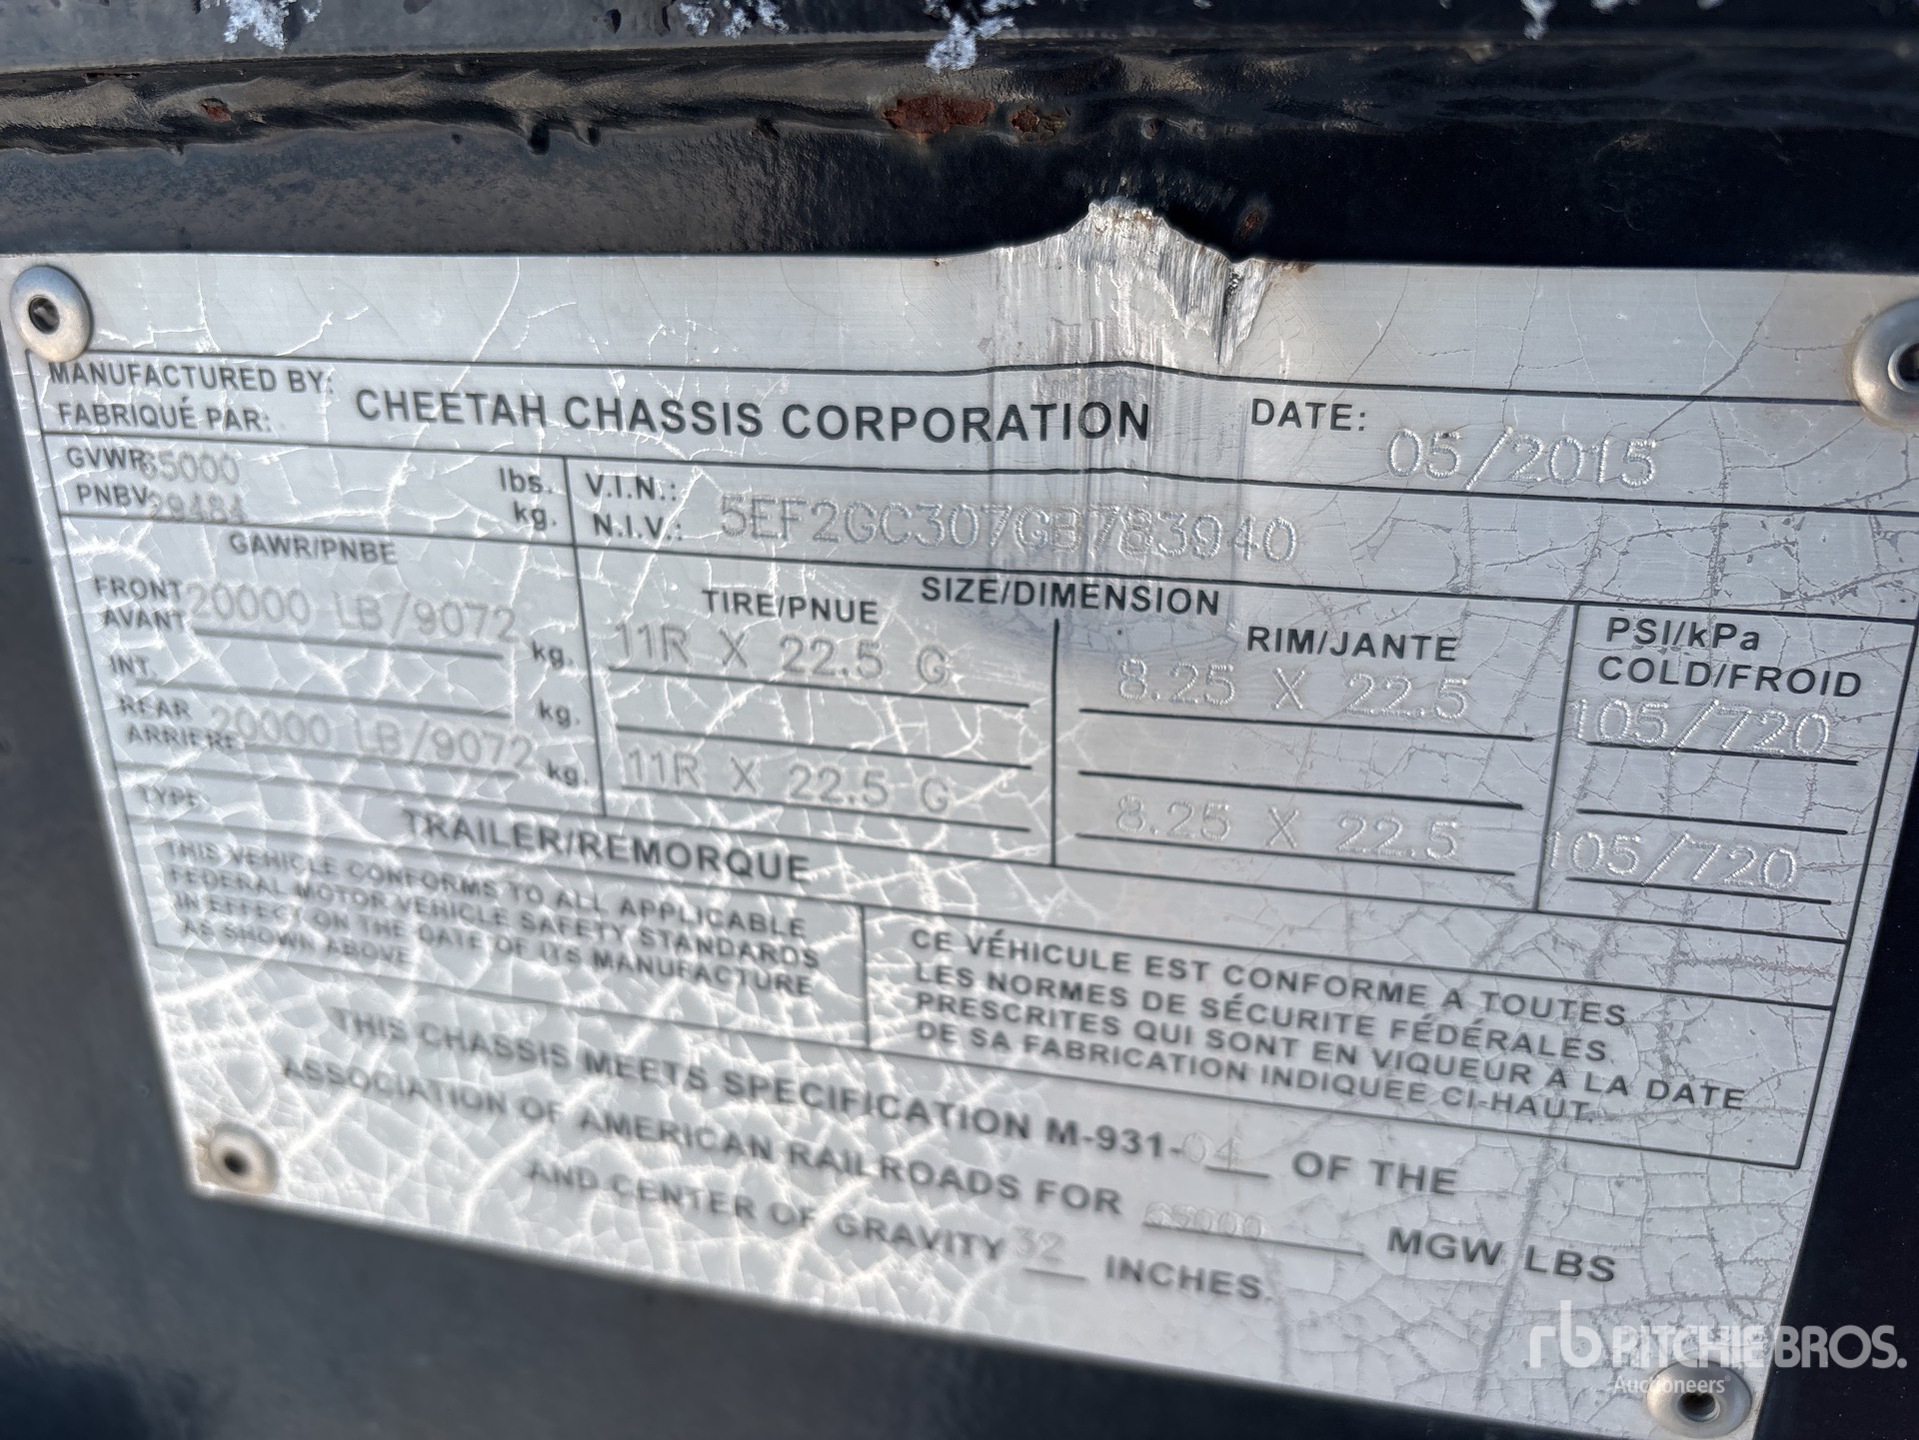 MANUFACTURED BY: CHEETAH CHASSIS CORPORATION DATE: 05/2015
FABRIQUÉ PAR:
GVWR 65000 lbs. V.I.N.: 5EF2GC307GB783940
PNBV 29484 kg. N.I.V.:
GAWR/PNBE TIRE/PNUE SIZE/DIMENSION RIM/JANTE PSI/kPa
COLD/FROID
FRONT 20000 LB/9072 kg. 11R X 22.5 G 8.25 X 22.5 105/720
AVANT
INT. kg.
REAR 20000 LB/9072 kg. 11R X 22.5 G 8.25 X 22.5 105/720
ARRIERE
TYPE: TRAILER/REMORQUE
THIS VEHICLE CONFORMS TO ALL APPLICABLE
FEDERAL MOTOR VEHICLE SAFETY STANDARDS
IN EFFECT ON THE DATE OF ITS MANUFACTURE
AS SHOWN ABOVE
CE VÉHICULE EST CONFORME A TOUTES
LES NORMES DE SÉCURITE FÉDÉRALES
PRESCRITES QUI SONT EN VIQUEUR A LA DATE
DE SA FABRICATION INDIQUÉE CI-HAUT.
THIS CHASSIS MEETS SPECIFICATION M-931-04 OF THE
ASSOCIATION OF AMERICAN RAILROADS FOR 65000 MGW LBS
AND CENTER OF GRAVITY 32 INCHES.
rb RITCHIE BROS.
Auctioneers